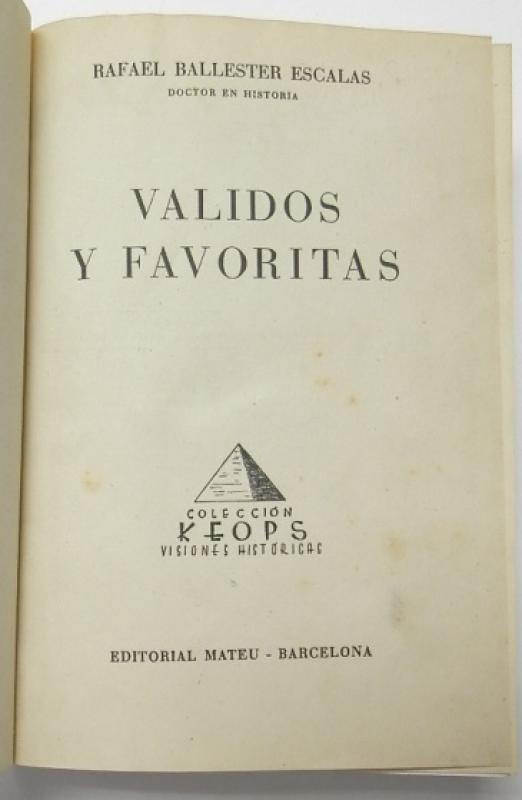 RAFAEL BALLESTER ESCALAS
DOCTOR EN HISTORIA
VALIDOS
Y FAVORITAS
COLECCIÓN
KEOPS
VISIONES HISTÓRICAS
EDITORIAL MATEU - BARCELONA